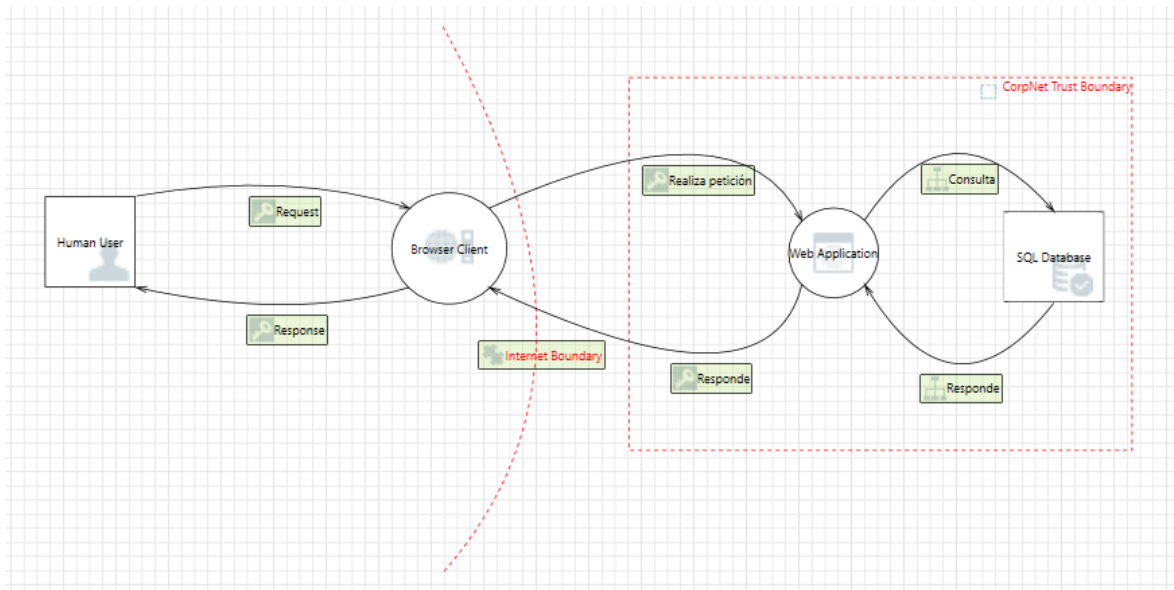 CorpNet Trust Boundary
Realiza petición
Consulta
Request
Human User
Browser Client
Web Application
SQL Database
Response
Internet Boundary
Responde
Responde